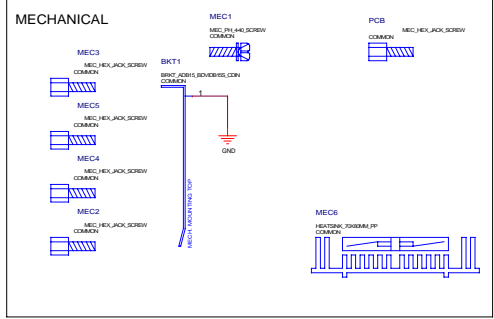 MECHANICAL
MEC1
MEC_PH_440_SCREW
COMMON
PCB
MEC_HEX_JACK_SCREW
COMMON
MEC3
MEC_HEX_JACK_SCREW
COMMON
BKT1
COMMON
1
GND
MECH. MOUNTING TOP
MEC5
MEC_HEX_JACK_SCREW
COMMON
MEC4
MEC_HEX_JACK_SCREW
COMMON
MEC2
MEC_HEX_JACK_SCREW
COMMON
MEC6
HEATSINK_70X60MM_PP
COMMON